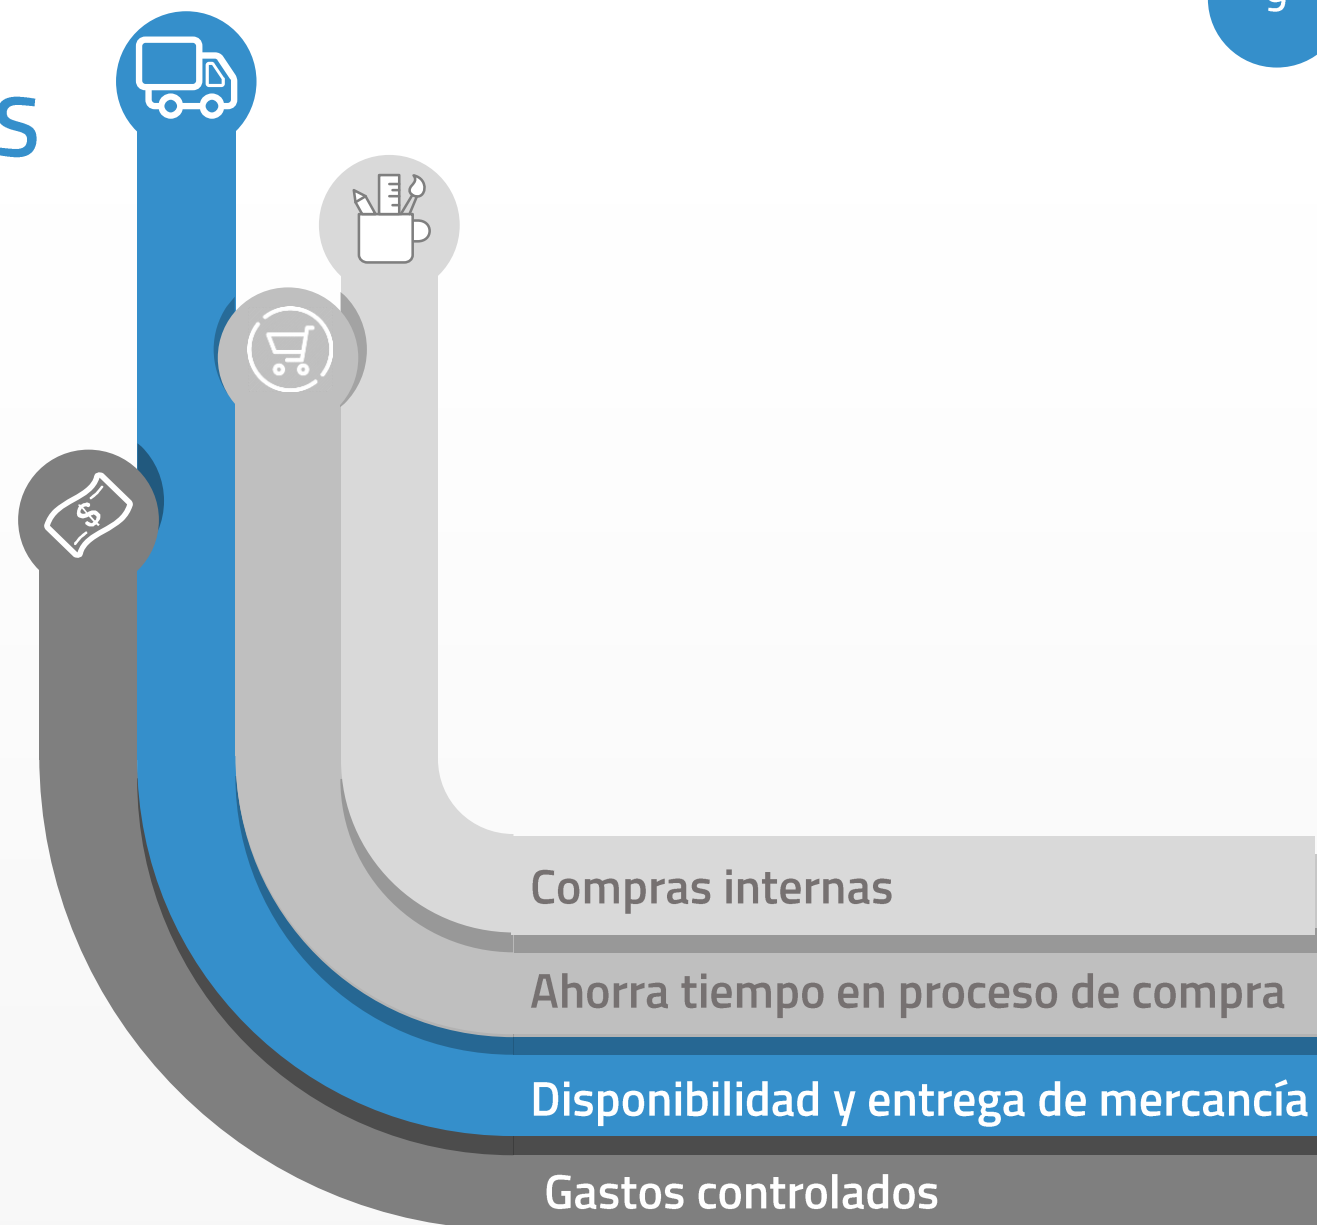 s
$
Compras internas
Ahorra tiempo en proceso de compra
Disponibilidad y entrega de mercancía
Gastos controlados